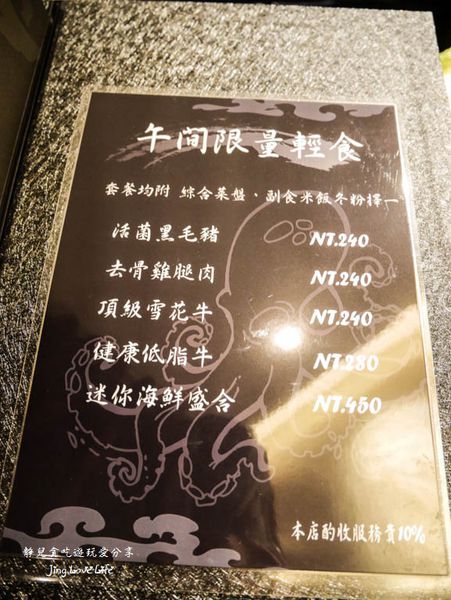 午間限量輕食
套餐均附 綜合菜盤、副食米飯冬粉擇一
活菌黑毛豬 NT.240
去骨雞腿肉 NT.240
頂級雪花牛 NT.240
健康低脂牛 NT.280
迷你海鮮盛合 NT.450
本店酌收服務費10%
靜兒貪吃遊玩愛分享
Jing Love Life